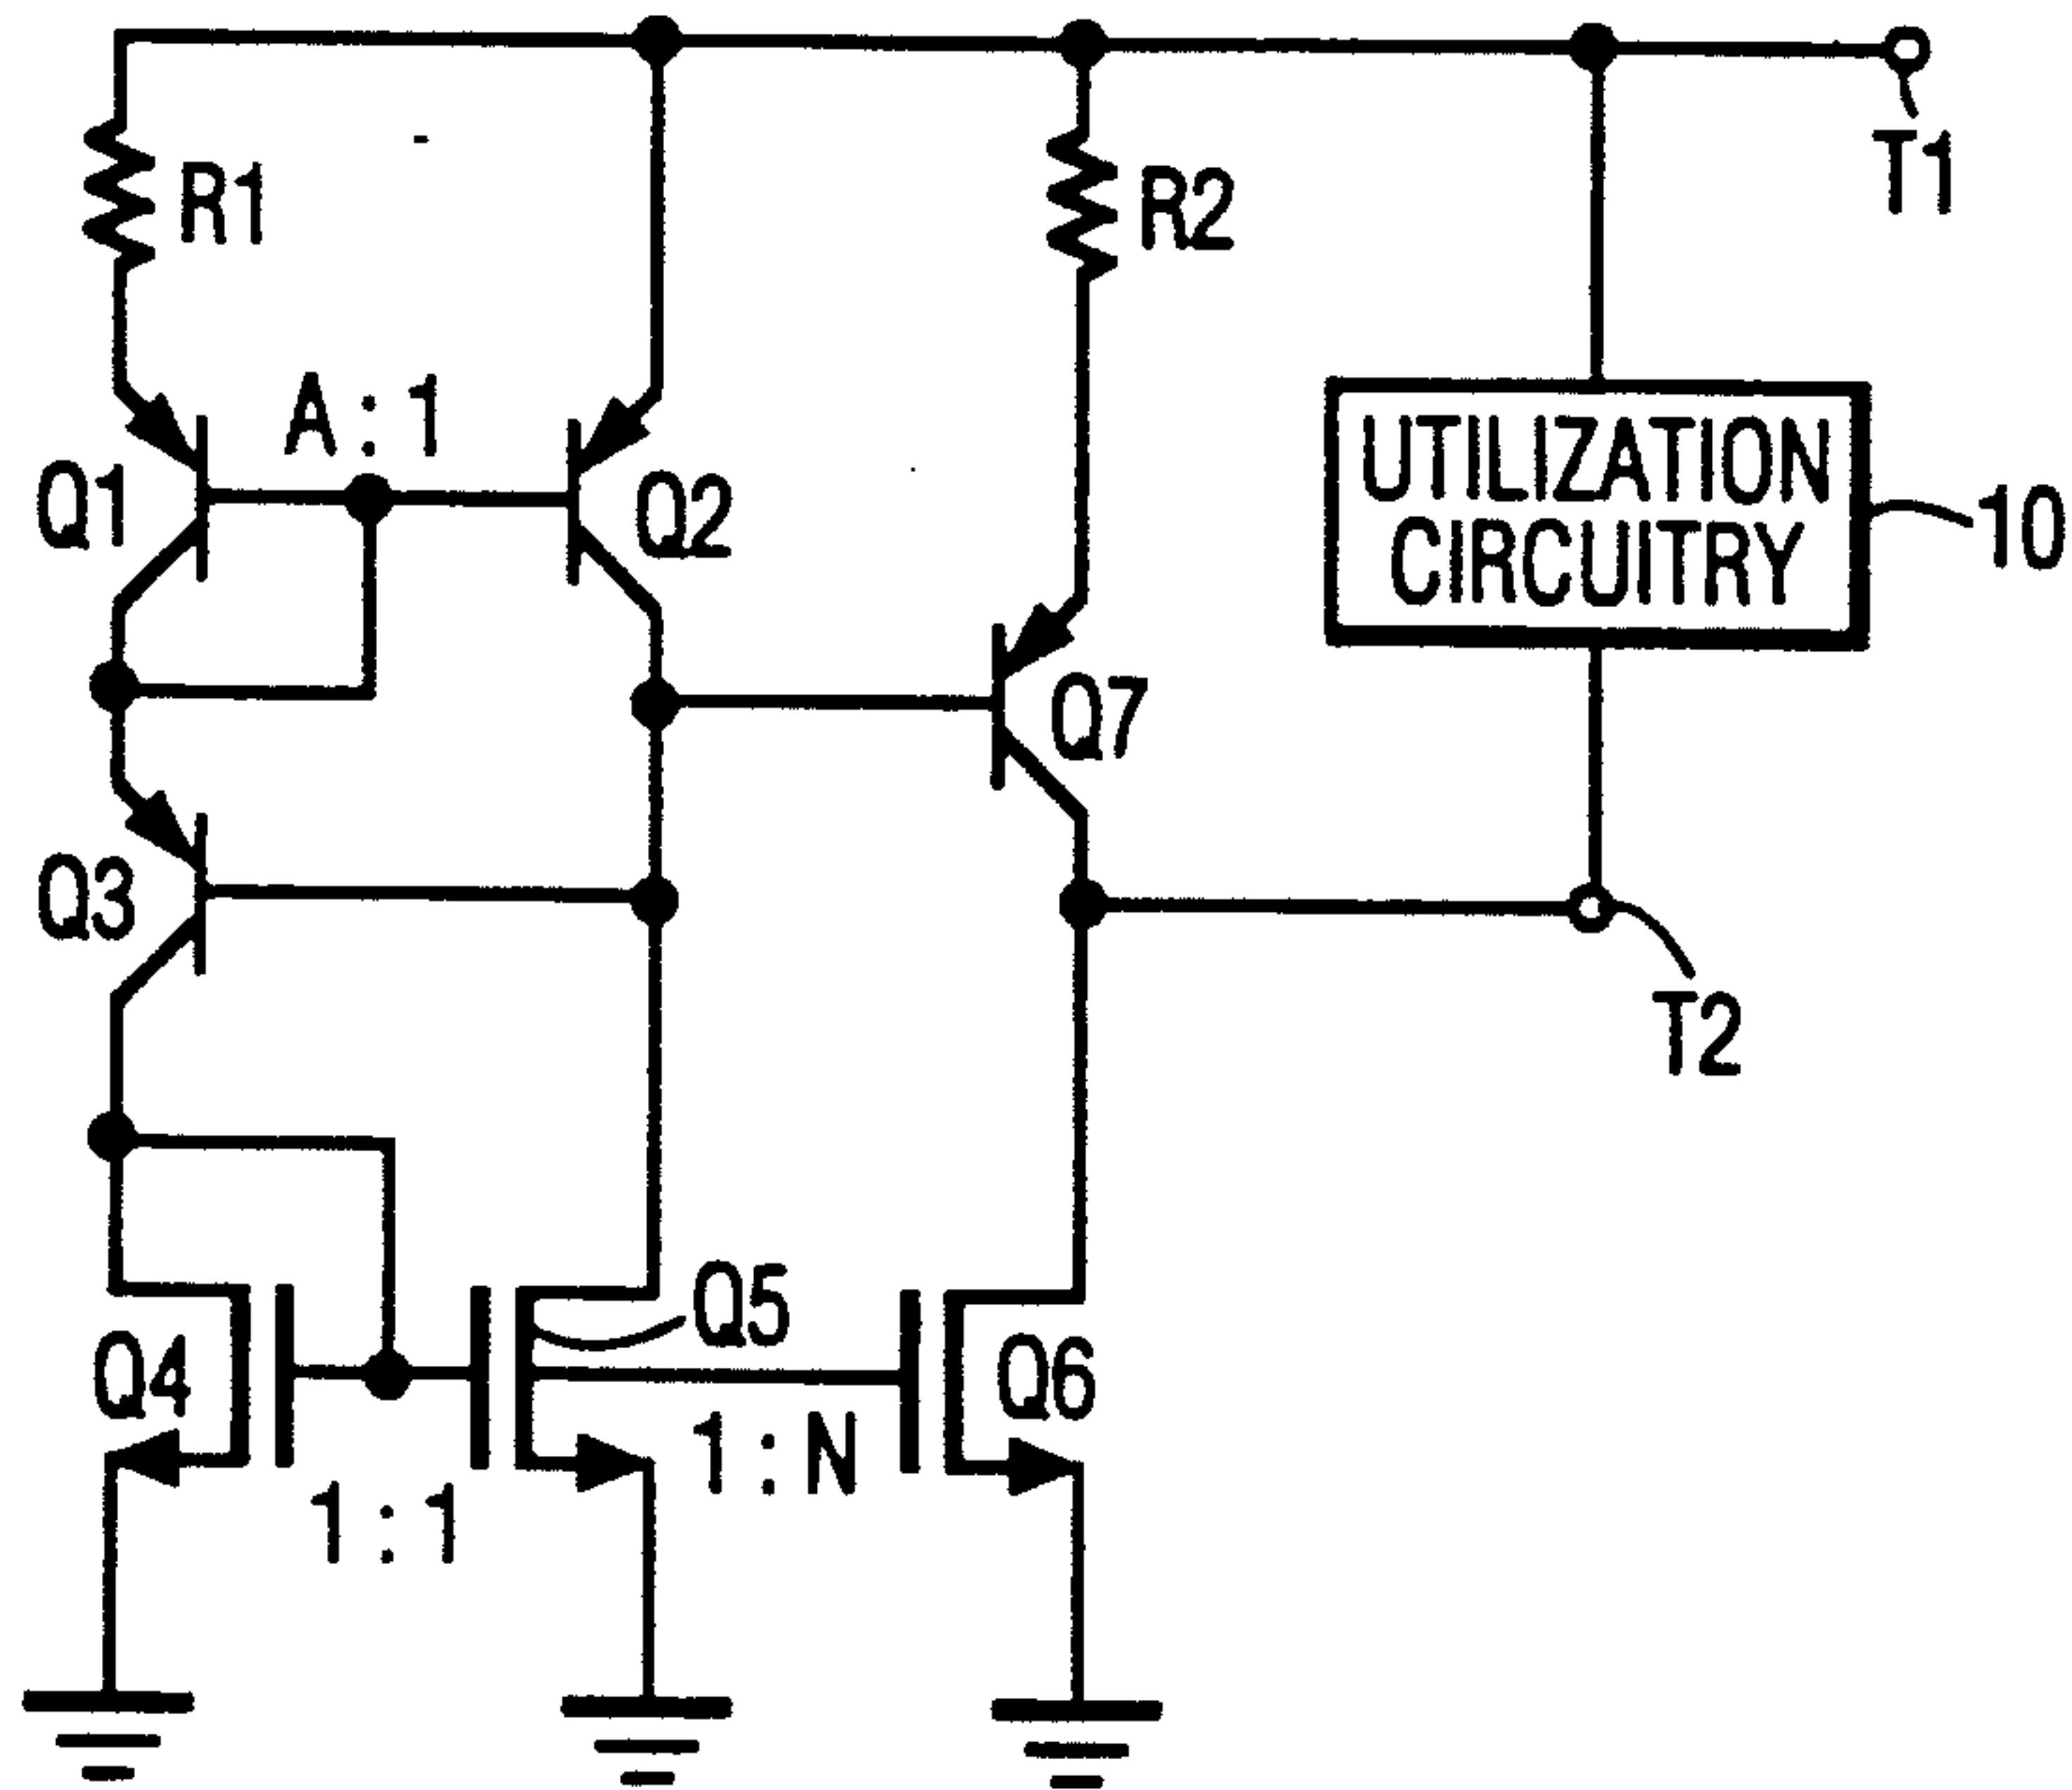 R1
R2
T1
A:1
UTILIZATION
CIRCUITRY
10
Q1
Q2
Q7
Q3
T2
Q5
Q4
Q6
1:N
1:1